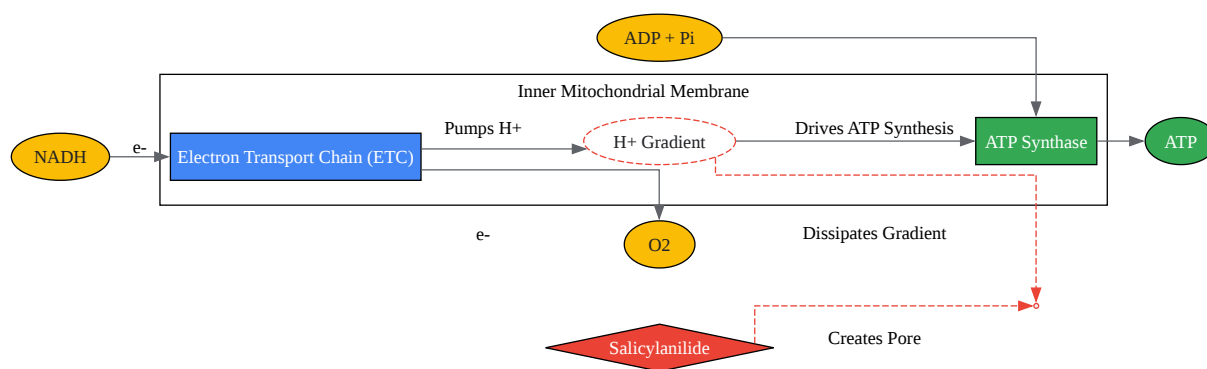 ADP + Pi
Inner Mitochondrial Membrane
Pumps H+
Drives ATP Synthesis
NADH
e-
Electron Transport Chain (ETC)
H+ Gradient
ATP Synthase
ATP
e-
O2
Dissipates Gradient
Salicylanilide
Creates Pore